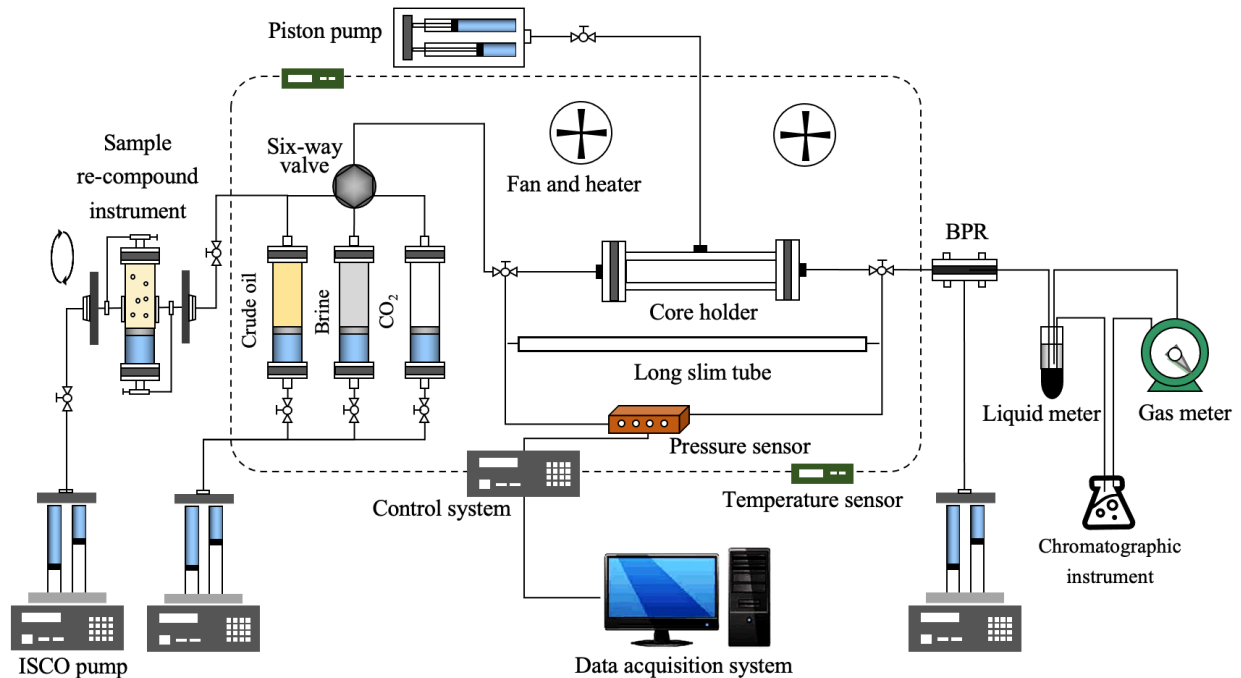 Piston pump
Sample
re-compound
instrument
Six-way
valve
Fan and heater
BPR
Crude oil
Brine
CO₂
Core holder
Long slim tube
Liquid meter
Gas meter
Pressure sensor
Control system
Temperature sensor
Chromatographic
instrument
ISCO pump
Data acquisition system